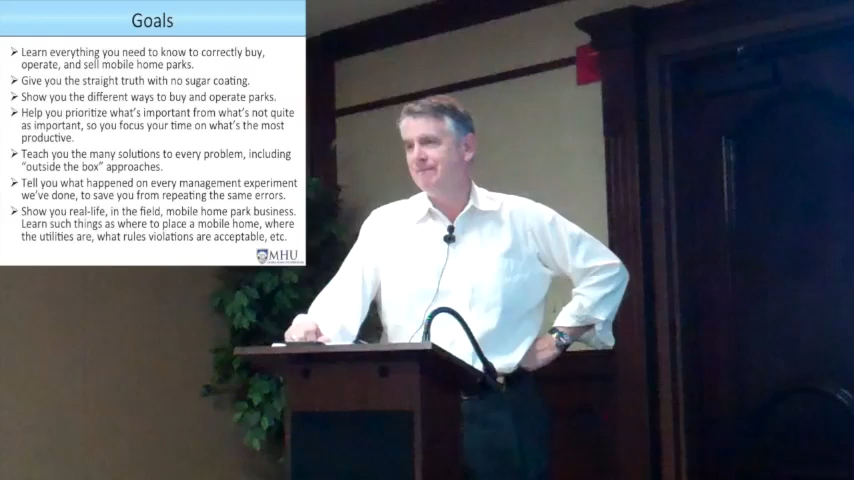 Goals
➢ Learn everything you need to know to correctly buy,
operate, and sell mobile home parks.
➢ Give you the straight truth with no sugar coating.
➢ Show you the different ways to buy and operate parks.
➢ Help you prioritize what's important from what's not quite
as important, so you focus your time on what's the most
productive.
➢ Teach you the many solutions to every problem, including
"outside the box" approaches.
➢ Tell you what happened on every management experiment
we've done, to save you from repeating the same errors.
➢ Show you real-life, in the field, mobile home park business.
Learn such things as where to place a mobile home, where
the utilities are, what rules violations are acceptable, etc.
MHU